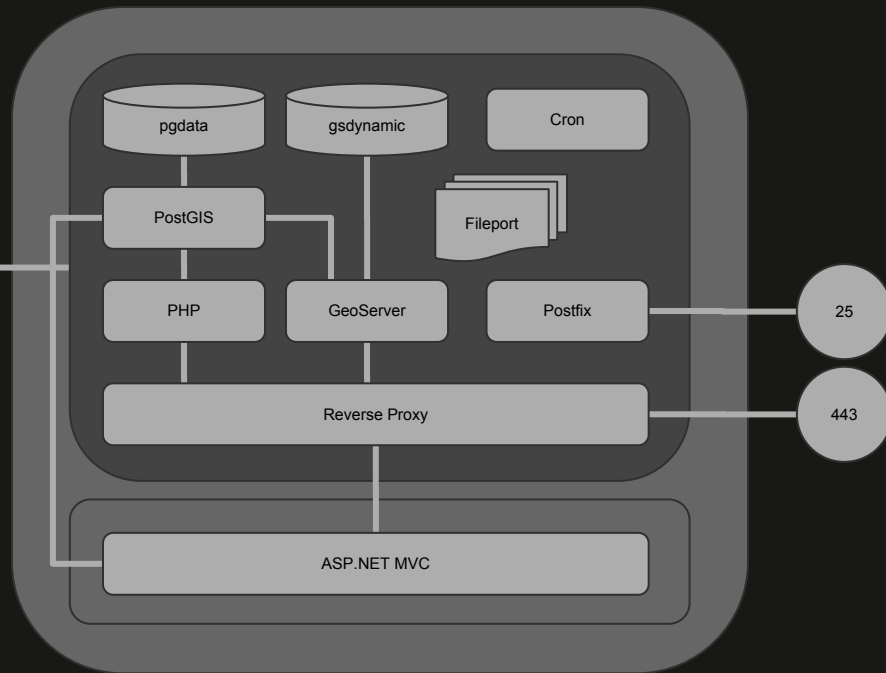 pgdata
gsdynamic
Cron
PostGIS
Fileport
PHP
GeoServer
Postfix
25
Reverse Proxy
443
ASP.NET MVC